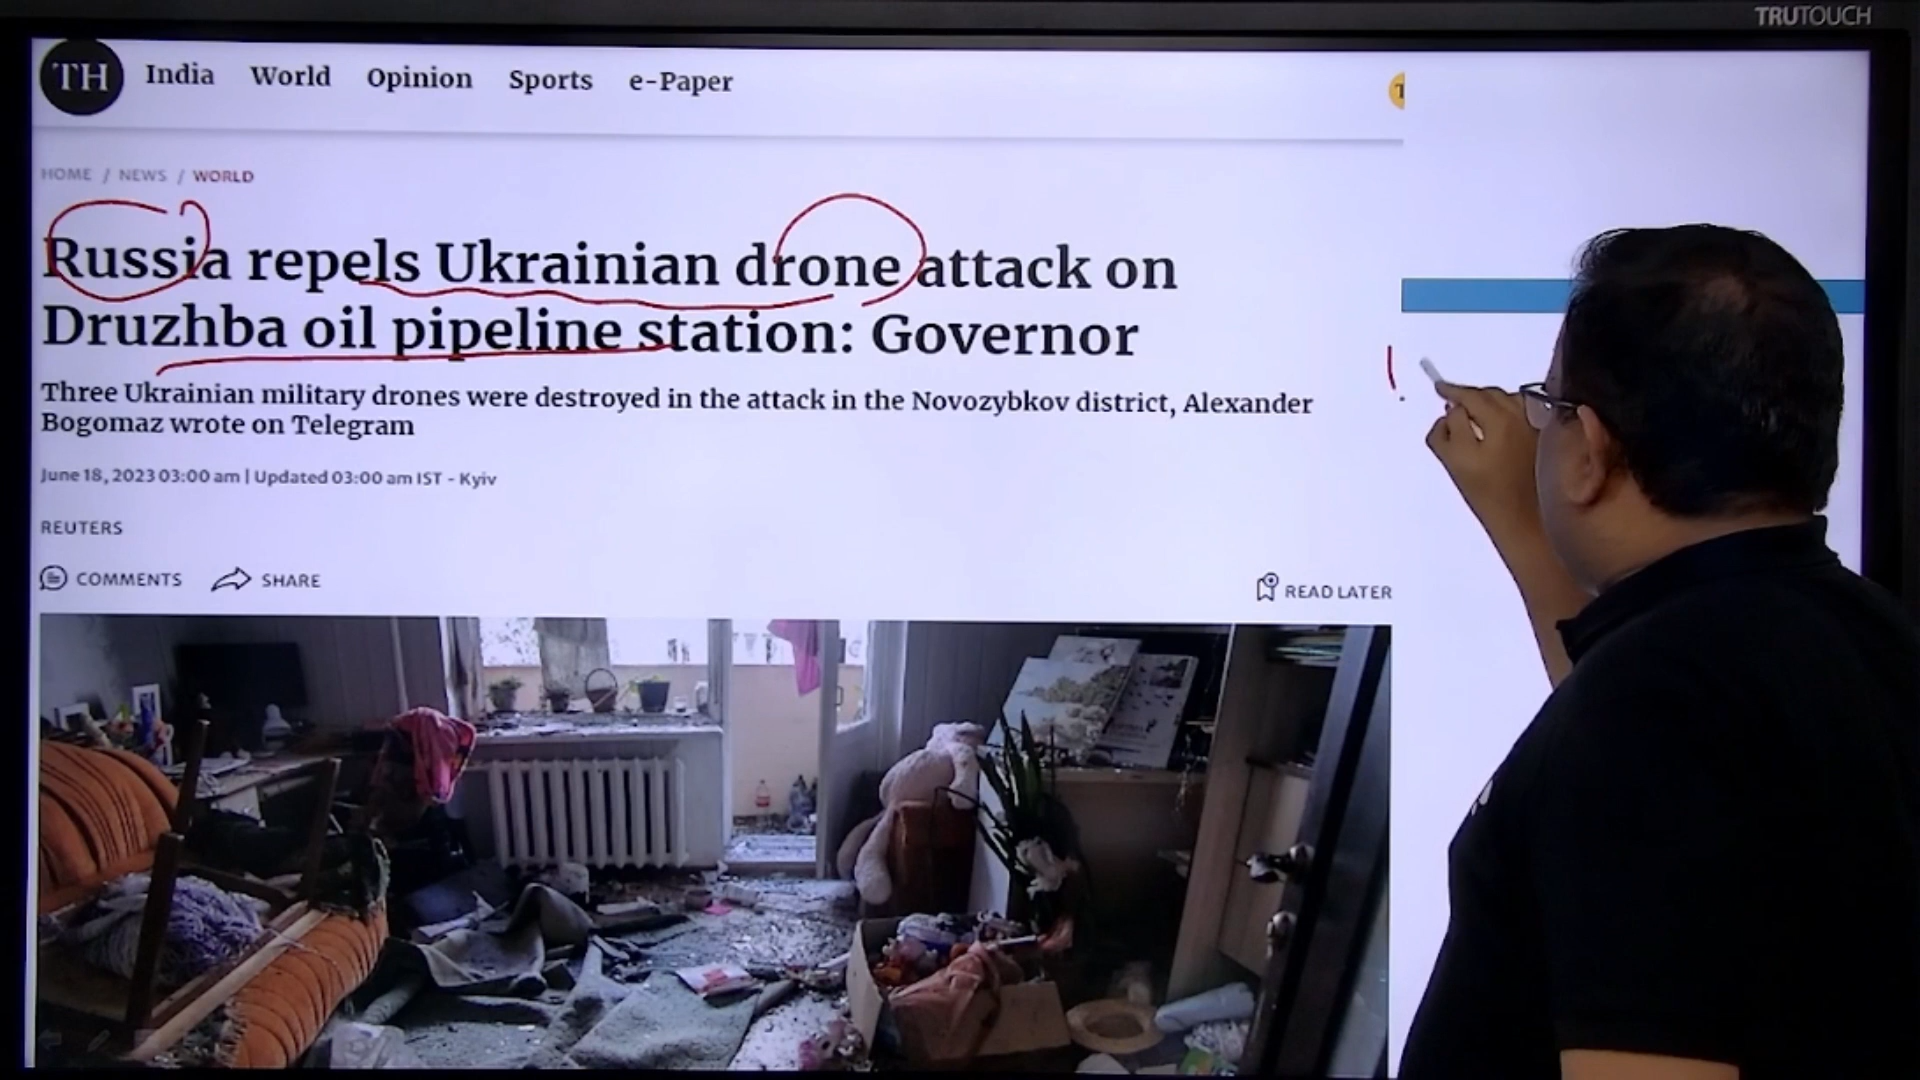 TRUTOUCH
TH India World Opinion Sports e-Paper
HOME / NEWS / WORLD
Russia repels Ukrainian drone attack on
Druzhba oil pipeline station: Governor
Three Ukrainian military drones were destroyed in the attack in the Novozybkov district, Alexander
Bogomaz wrote on Telegram
June 18, 2023 03:00 am | Updated 03:00 am IST - Kyiv
REUTERS
COMMENTS SHARE
READ LATER